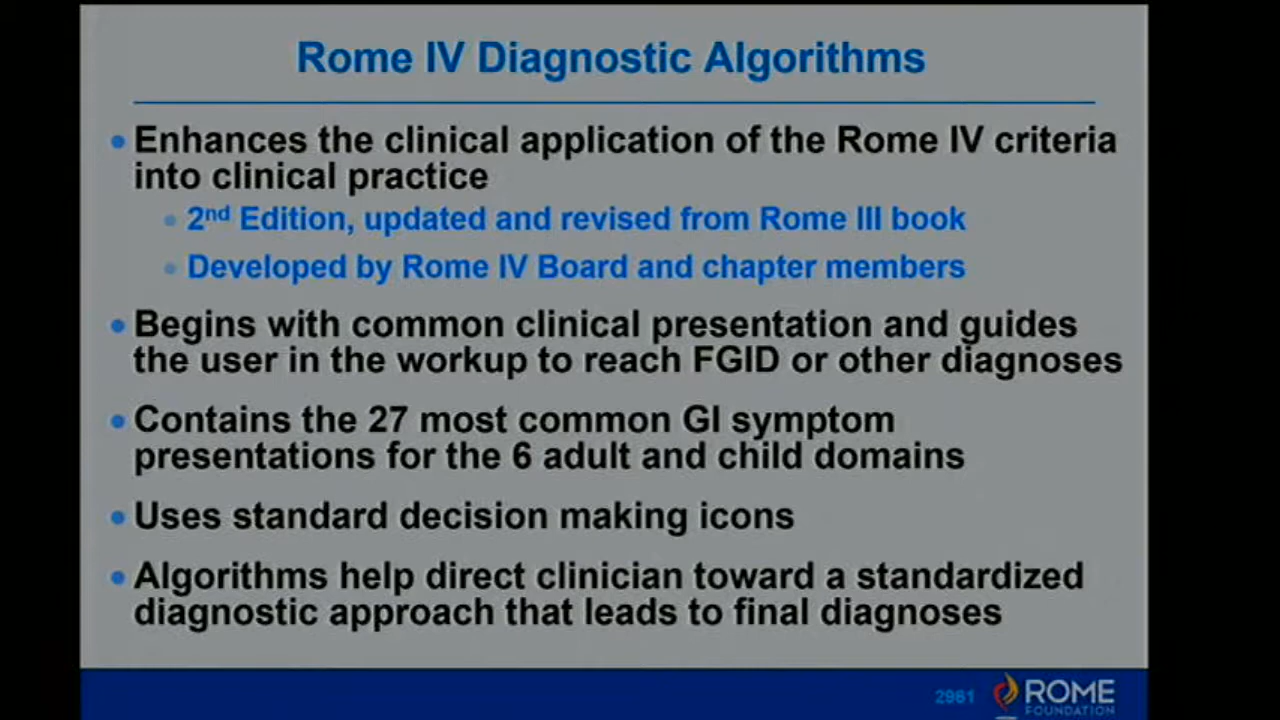 Rome IV Diagnostic Algorithms
• Enhances the clinical application of the Rome IV criteria
into clinical practice
• 2nd Edition, updated and revised from Rome III book
• Developed by Rome IV Board and chapter members
• Begins with common clinical presentation and guides
the user in the workup to reach FGID or other diagnoses
• Contains the 27 most common GI symptom
presentations for the 6 adult and child domains
• Uses standard decision making icons
• Algorithms help direct clinician toward a standardized
diagnostic approach that leads to final diagnoses
2961
ROME
FOUNDATION